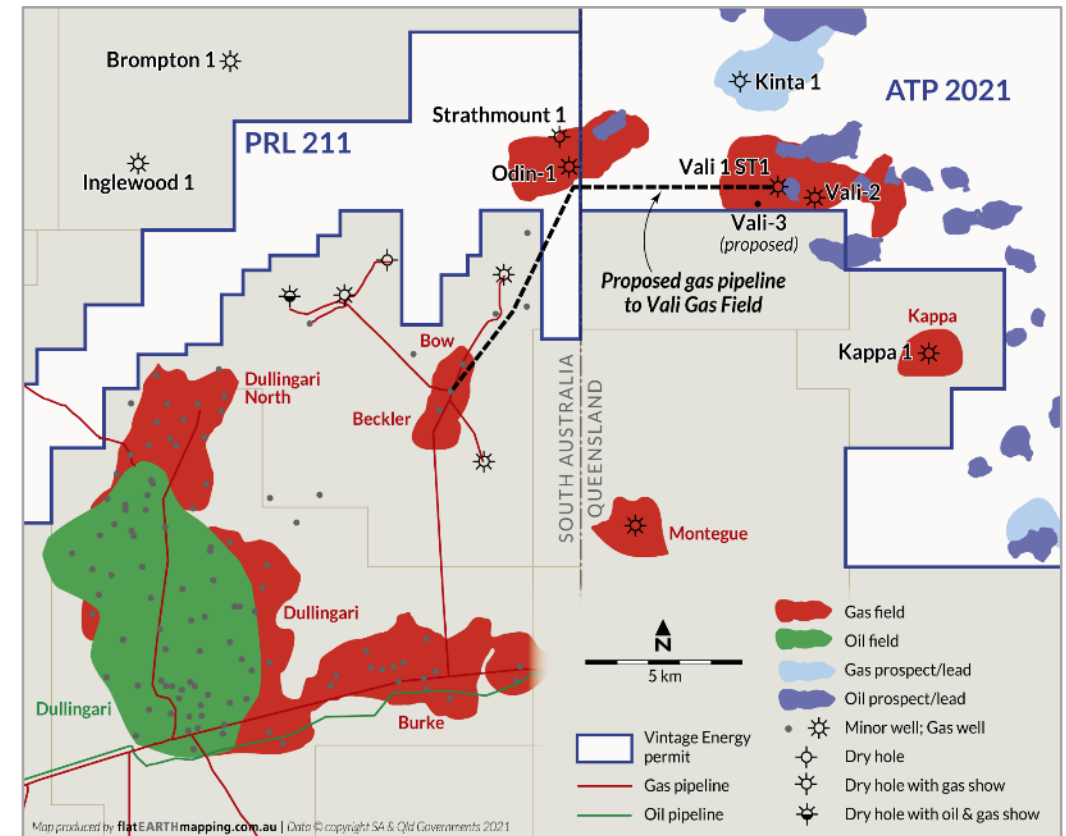 Brompton 1
Kinta 1
ATP 2021
Strathmount 1
PRL 211
Odin-1
Vali 1 ST1
Inglewood 1
Vali-2
Vali-3
(proposed)
Proposed gas pipeline
to Vali Gas Field
Kappa
Bow
Kappa 1
Dullingari
North
Beckler
SOUTH AUSTRALIA
QUEENSLAND
Montegue
Dullingari
Dullingari
Burke
N
5 km
Gas field
Oil field
Gas prospect/lead
Oil prospect/lead
Minor well; Gas well
Dry hole
Dry hole with gas show
Dry hole with oil & gas show
Vintage Energy
permit
Gas pipeline
Oil pipeline
Map produced by flatEARTHmapping.com.au | Data © copyright SA & Qld Governments 2021